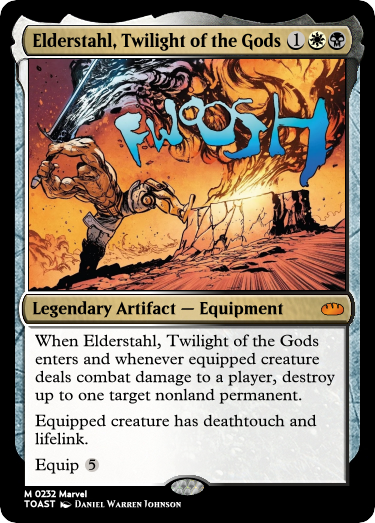 Elderstahl, Twilight of the Gods 1
FWOOSH
Legendary Artifact — Equipment
When Elderstahl, Twilight of the Gods
enters and whenever equipped creature
deals combat damage to a player, destroy
up to one target nonland permanent.
Equipped creature has deathtouch and
lifelink.
Equip 5
M 0232 Marvel
TOAST DANIEL WARREN JOHNSON